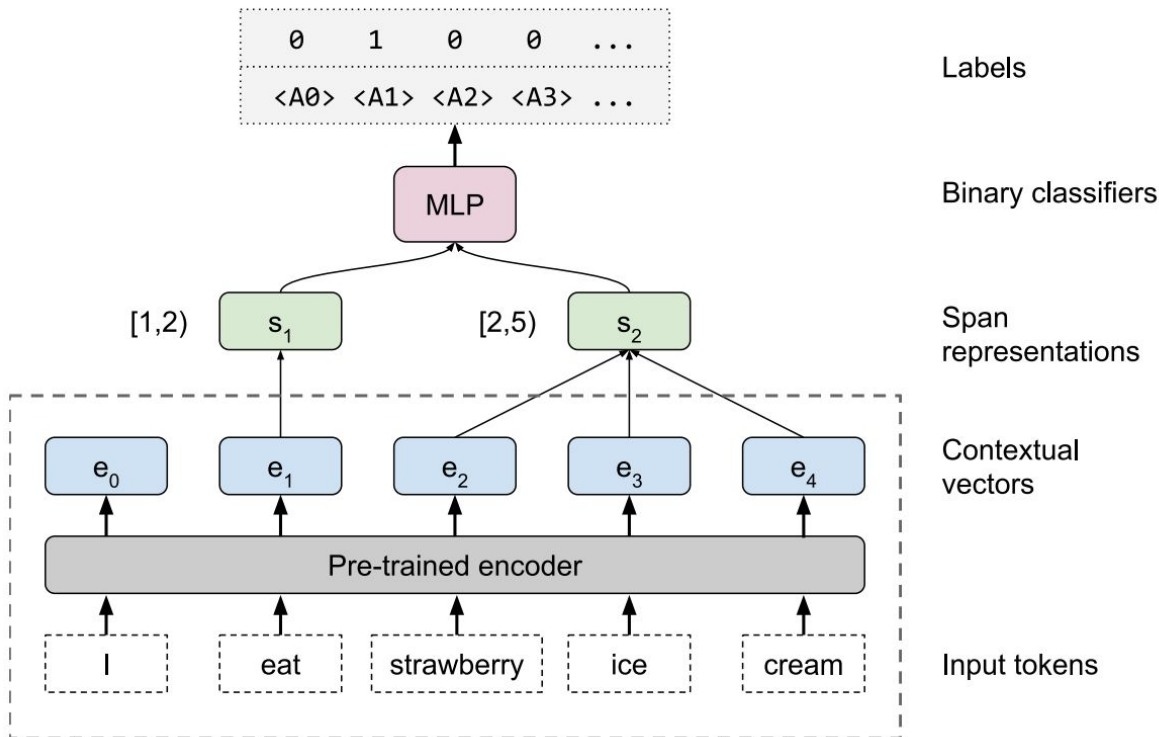 0 1 0 0 ...
Labels
<A0> <A1> <A2> <A3> ...
MLP
Binary classifiers
[1,2) s₁ [2,5) s₂
Span
representations
e₀ e₁ e₂ e₃ e₄
Contextual
vectors
Pre-trained encoder
I eat strawberry ice cream
Input tokens